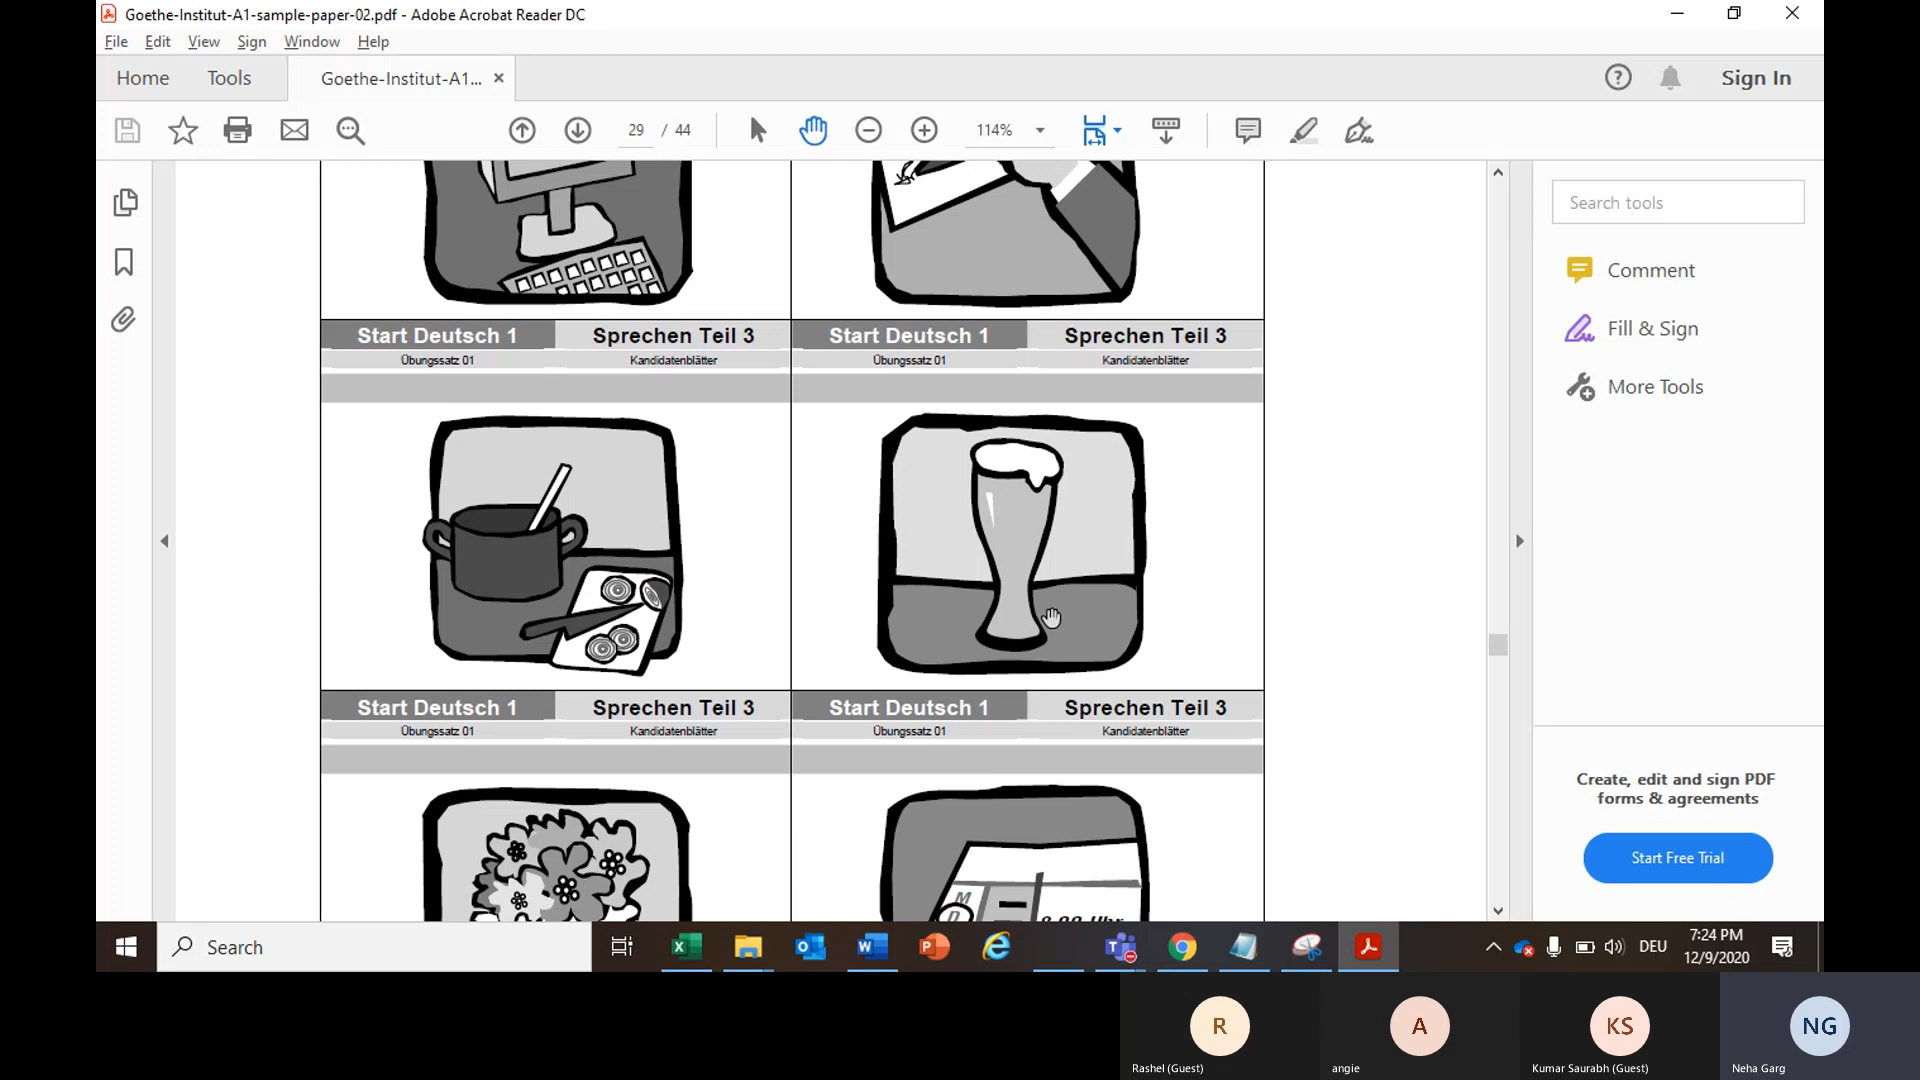 Goethe-Institut-A1-sample-paper-02.pdf - Adobe Acrobat Reader DC
File Edit View Sign Window Help
Home Tools Goethe-Institut-A1... × Sign In
29 / 44 114%
Search tools
Comment
Fill & Sign
More Tools
Start Deutsch 1 Sprechen Teil 3 Start Deutsch 1 Sprechen Teil 3
Übungssatz 01 Kandidatenblätter Übungssatz 01 Kandidatenblätter
Start Deutsch 1 Sprechen Teil 3 Start Deutsch 1 Sprechen Teil 3
Übungssatz 01 Kandidatenblätter Übungssatz 01 Kandidatenblätter
M
D
Create, edit and sign PDF
forms & agreements
Start Free Trial
Search DEU
7:24 PM
12/9/2020
R A KS NG
Rashel (Guest) angie Kumar Saurabh (Guest) Neha Garg